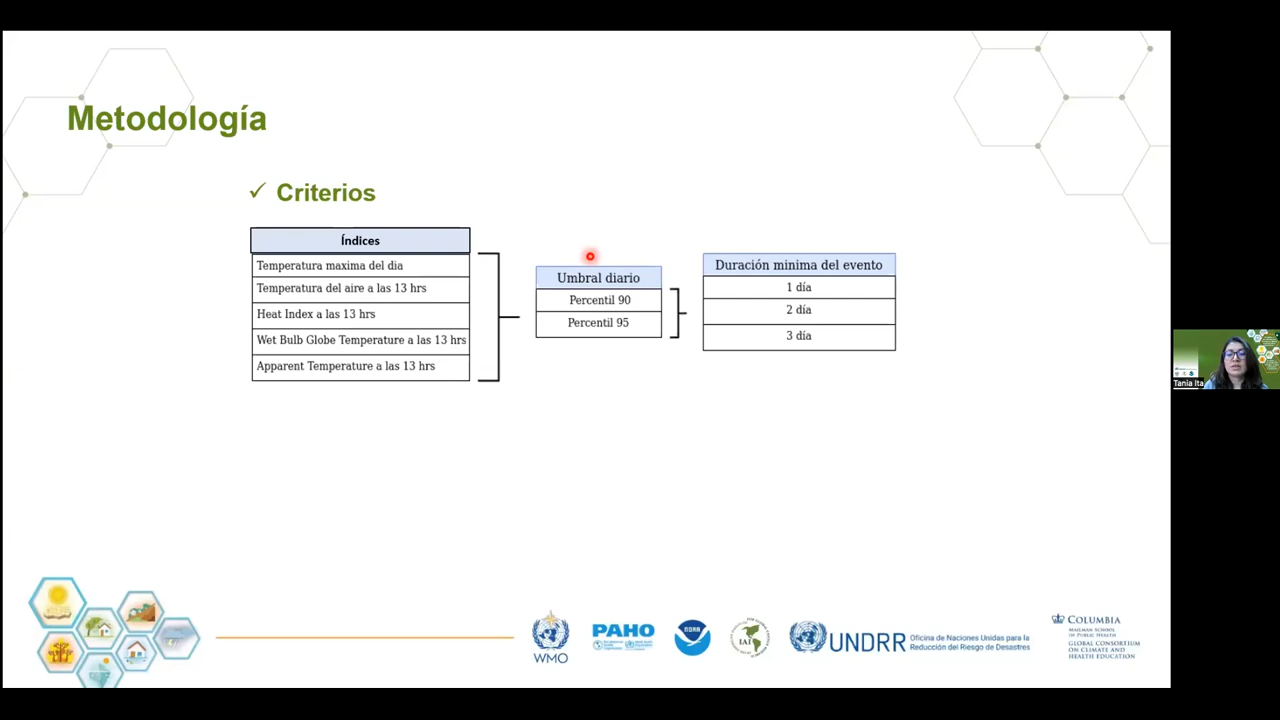 Metodología
✓ Criterios
Índices
Temperatura maxima del dia
Temperatura del aire a las 13 hrs
Heat Index a las 13 hrs
Wet Bulb Globe Temperature a las 13 hrs
Apparent Temperature a las 13 hrs
Umbral diario
Percentil 90
Percentil 95
Duración minima del evento
1 día
2 día
3 día
Tania Ita
WMO
PAHO
NOAA
IAI
UNDRR
Oficina de Naciones Unidas para la
Reducción del Riesgo de Desastres
COLUMBIA
MAILMAN SCHOOL
OF PUBLIC HEALTH
GLOBAL CONSORTIUM
ON CLIMATE AND
HEALTH EDUCATION